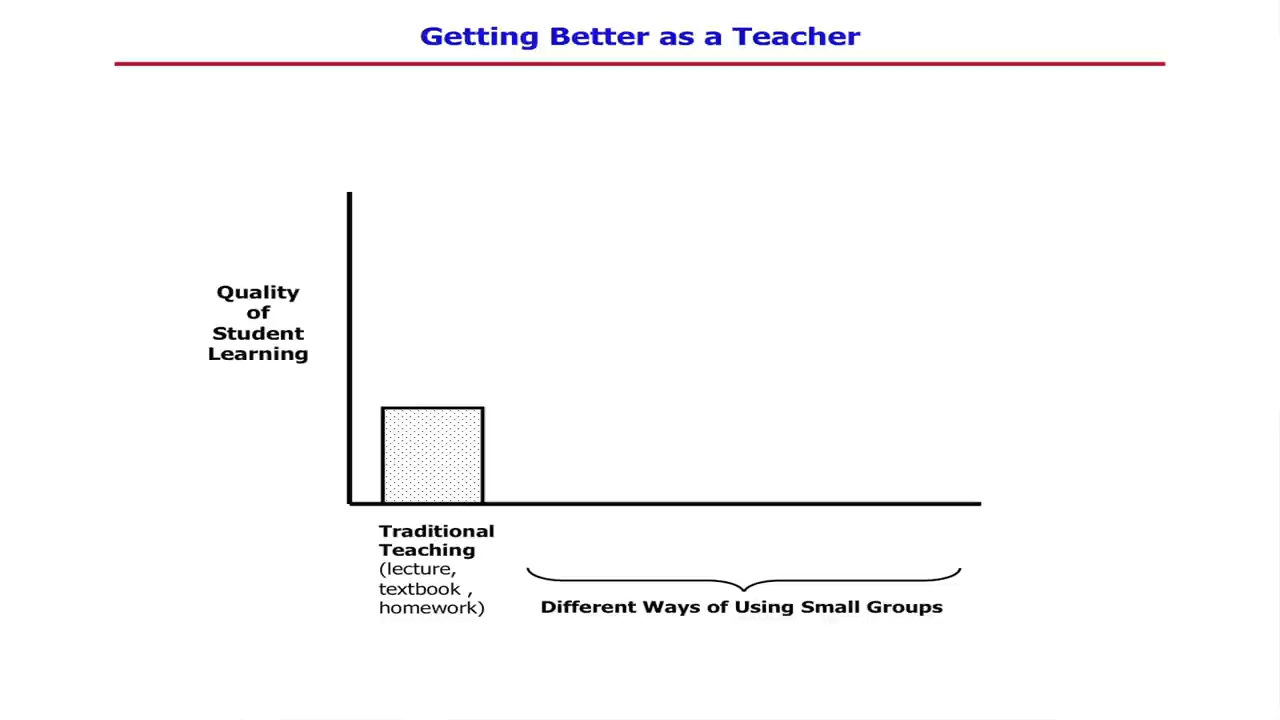 Getting Better as a Teacher
Quality
of
Student
Learning
Traditional
Teaching
(lecture,
textbook ,
homework)
Different Ways of Using Small Groups